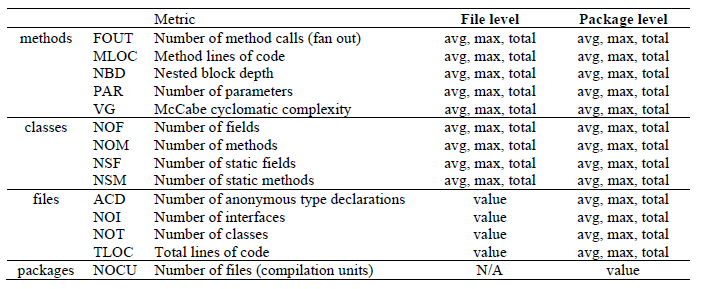 Metric File level Package level
methods FOUT Number of method calls (fan out) avg, max, total avg, max, total
MLOC Method lines of code avg, max, total avg, max, total
NBD Nested block depth avg, max, total avg, max, total
PAR Number of parameters avg, max, total avg, max, total
VG McCabe cyclomatic complexity avg, max, total avg, max, total
classes NOF Number of fields avg, max, total avg, max, total
NOM Number of methods avg, max, total avg, max, total
NSF Number of static fields avg, max, total avg, max, total
NSM Number of static methods avg, max, total avg, max, total
files ACD Number of anonymous type declarations value avg, max, total
NOI Number of interfaces value avg, max, total
NOT Number of classes value avg, max, total
TLOC Total lines of code value avg, max, total
packages NOCU Number of files (compilation units) N/A value